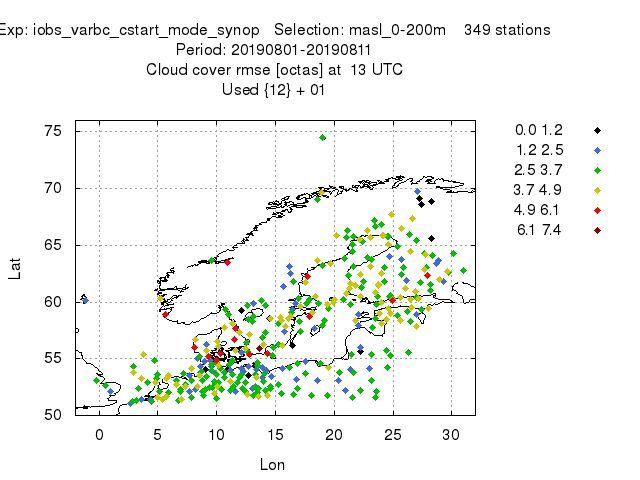 Exp: iobs_varbc_cstart_mode_synop   Selection: masl_0-200m    349 stations
Period: 20190801-20190811
Cloud cover rmse [octas] at  13 UTC
Used {12} + 01
75
70
65
60
55
50
Lat
0 5 10 15 20 25 30
Lon
0.0 1.2
1.2 2.5
2.5 3.7
3.7 4.9
4.9 6.1
6.1 7.4